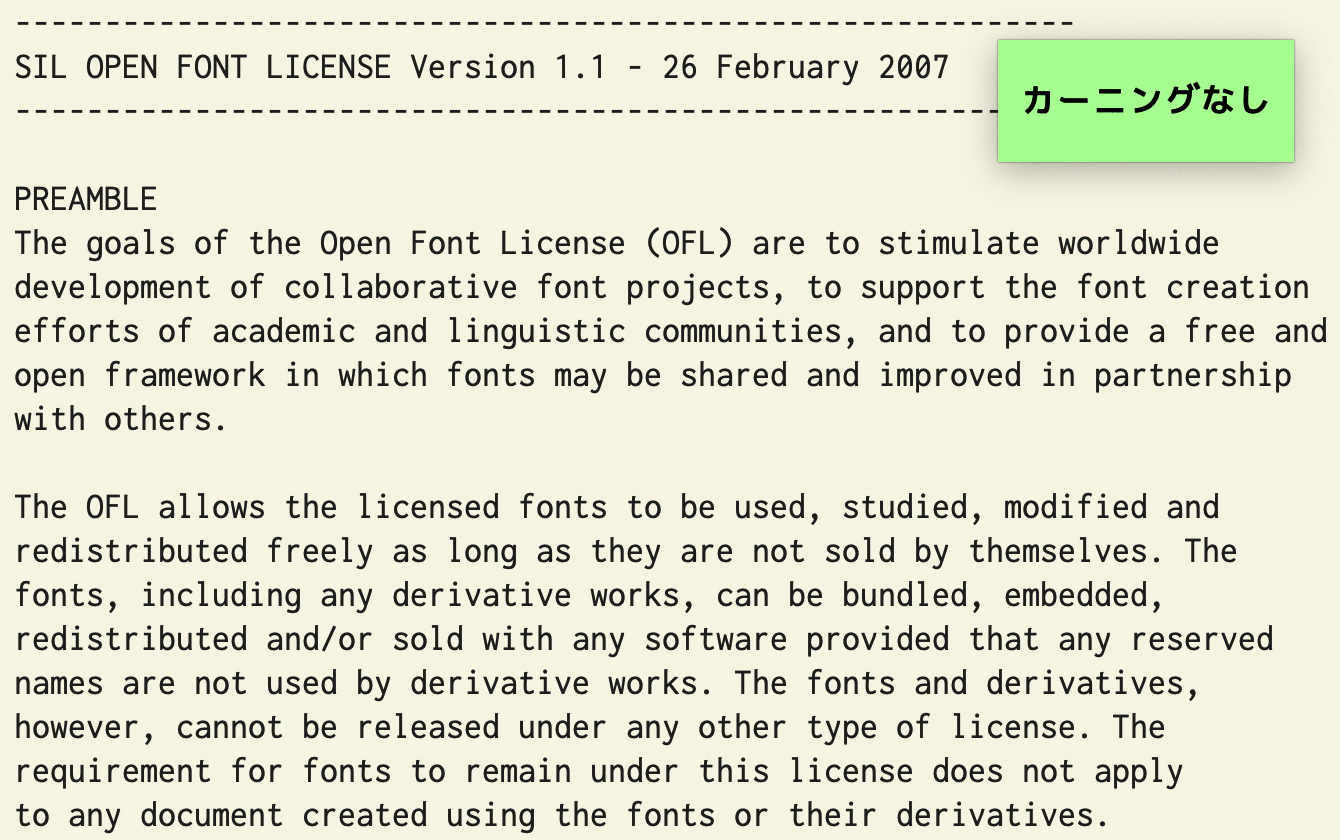 -----------------------------------------------------------
SIL OPEN FONT LICENSE Version 1.1 - 26 February 2007
カーニングなし
-------------------------------------------------------
PREAMBLE
The goals of the Open Font License (OFL) are to stimulate worldwide
development of collaborative font projects, to support the font creation
efforts of academic and linguistic communities, and to provide a free and
open framework in which fonts may be shared and improved in partnership
with others.
The OFL allows the licensed fonts to be used, studied, modified and
redistributed freely as long as they are not sold by themselves. The
fonts, including any derivative works, can be bundled, embedded,
redistributed and/or sold with any software provided that any reserved
names are not used by derivative works. The fonts and derivatives,
however, cannot be released under any other type of license. The
requirement for fonts to remain under this license does not apply
to any document created using the fonts or their derivatives.